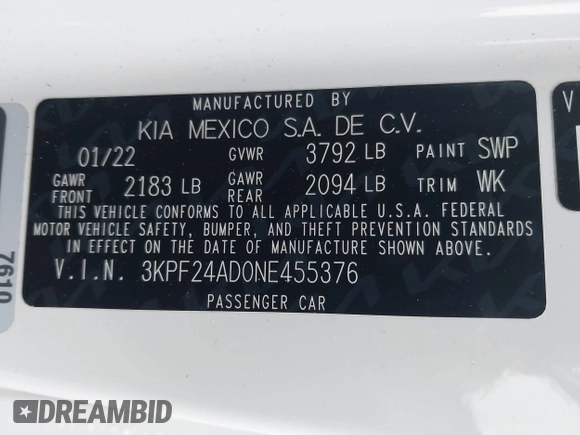 MANUFACTURED BY
KIA MEXICO S.A. DE C.V.
01/22 GVWR 3792 LB PAINT SWP
GAWR FRONT 2183 LB GAWR REAR 2094 LB TRIM WK
THIS VEHICLE CONFORMS TO ALL APPLICABLE U.S.A. FEDERAL
MOTOR VEHICLE SAFETY, BUMPER, AND THEFT PREVENTION STANDARDS
IN EFFECT ON THE DATE OF MANUFACTURE SHOWN ABOVE.
V.I.N. 3KPF24AD0NE455376
PASSENGER CAR
7610
V
DREAMBID